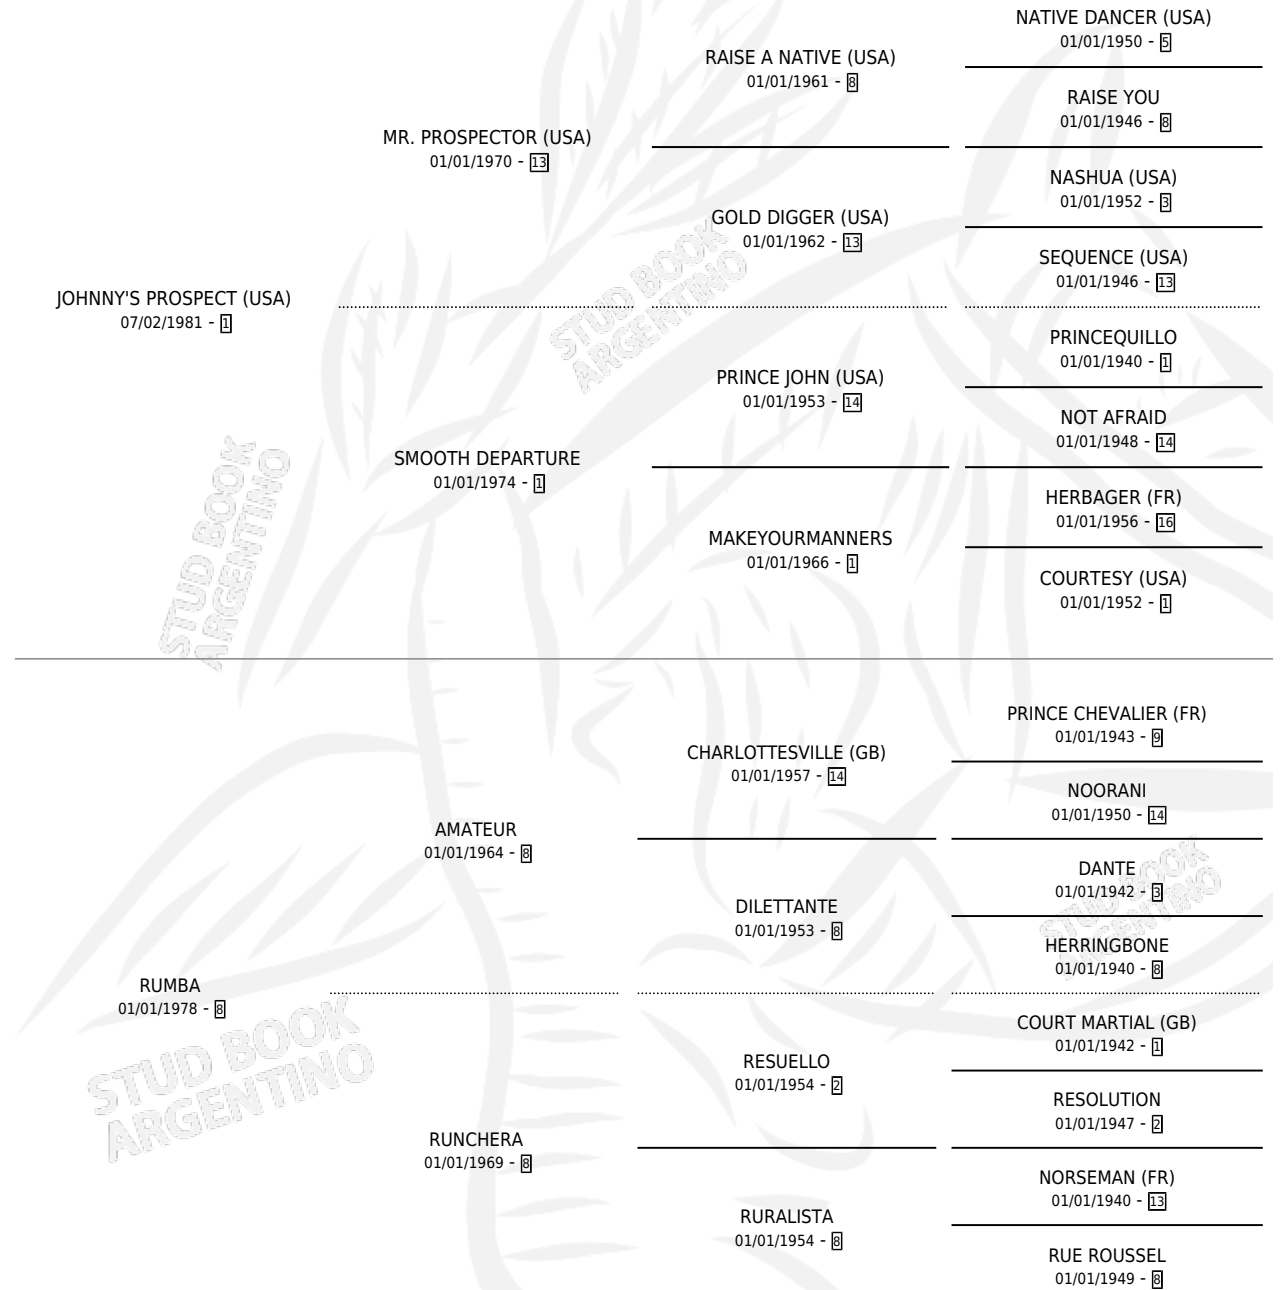 NATIVE DANCER (USA)
01/01/1950 - 5
RAISE A NATIVE (USA)
01/01/1961 - 8
RAISE YOU
01/01/1946 - 8
MR. PROSPECTOR (USA)
01/01/1970 - 13
NASHUA (USA)
01/01/1952 - 3
GOLD DIGGER (USA)
01/01/1962 - 13
SEQUENCE (USA)
01/01/1946 - 13
JOHNNY'S PROSPECT (USA)
07/02/1981 - 1
STUD BOOK
ARGENTINO
PRINCEQUILLO
01/01/1940 - 1
PRINCE JOHN (USA)
01/01/1953 - 14
NOT AFRAID
01/01/1948 - 14
SMOOTH DEPARTURE
01/01/1974 - 1
HERBAGER (FR)
01/01/1956 - 16
MAKEYOURMANNERS
01/01/1966 - 1
COURTESY (USA)
01/01/1952 - 1
STUD BOOK
ARGENTINO
PRINCE CHEVALIER (FR)
01/01/1943 - 9
CHARLOTTESVILLE (GB)
01/01/1957 - 14
NOORANI
01/01/1950 - 14
AMATEUR
01/01/1964 - 8
DANTE
01/01/1942 - 3
DILETTANTE
01/01/1953 - 8
STUD BOOK
ARGENTINO
HERRINGBONE
01/01/1940 - 8
RUMBA
01/01/1978 - 8
COURT MARTIAL (GB)
01/01/1942 - 1
RESUELLO
01/01/1954 - 2
RESOLUTION
01/01/1947 - 2
STUD BOOK
ARGENTINO
RUNCHERA
01/01/1969 - 8
NORSEMAN (FR)
01/01/1940 - 13
RURALISTA
01/01/1954 - 8
RUE ROUSSEL
01/01/1949 - 8